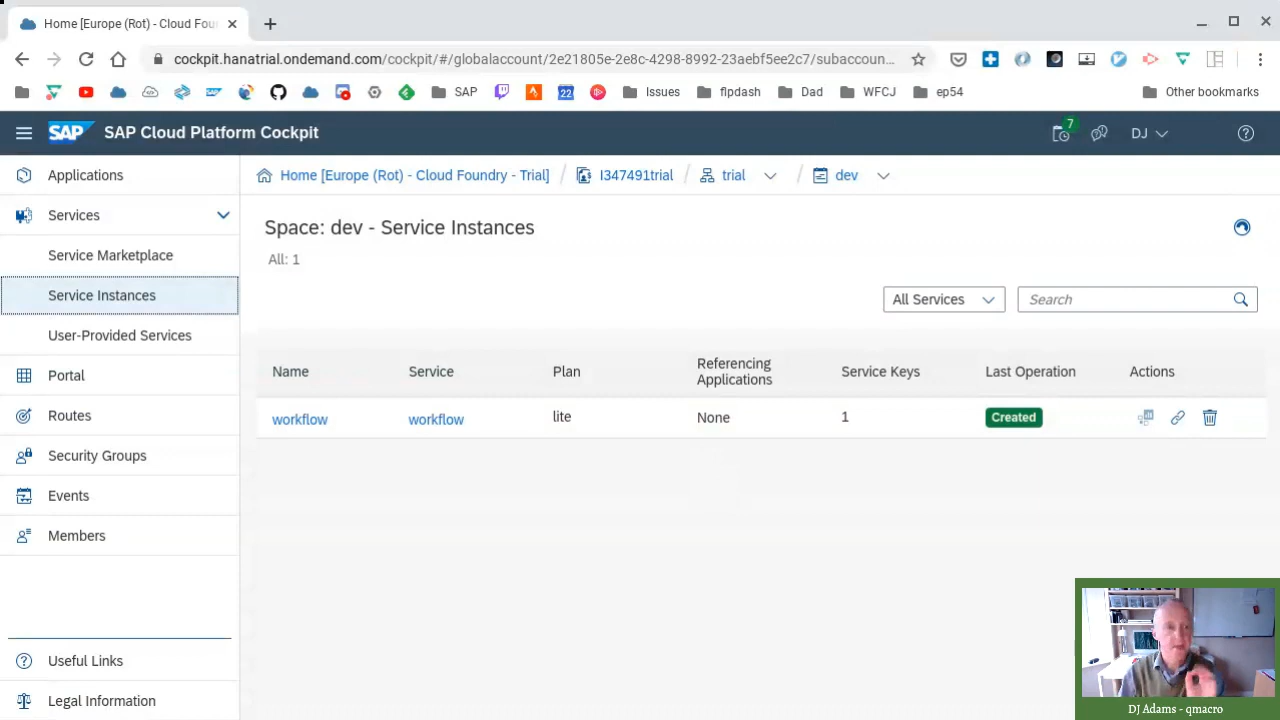 Home [Europe (Rot) - Cloud Foun
cockpit.hanatrial.ondemand.com/cockpit/#/globalaccount/2e21805e-2e8c-4298-8992-23aebf5ee2c7/subaccoun...
22
SAP
Issues
flpdash
Dad
WFCJ
ep54
Other bookmarks
SAP
SAP Cloud Platform Cockpit
7
DJ
Applications
Services
Service Marketplace
Service Instances
User-Provided Services
Portal
Routes
Security Groups
Events
Members
Useful Links
Legal Information
Home [Europe (Rot) - Cloud Foundry - Trial] / I347491trial / trial / dev
Space: dev - Service Instances
All: 1
All Services
Search
Name Service Plan Referencing Applications Service Keys Last Operation Actions
workflow workflow lite None 1 Created
DJ Adams - qmacro